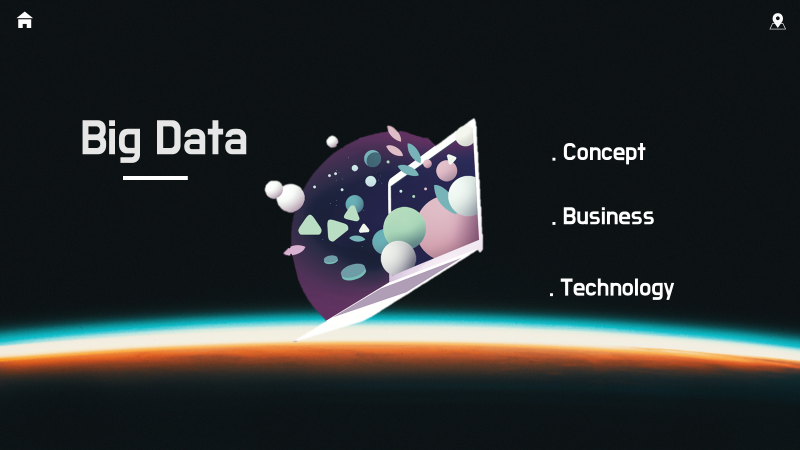 Big Data
. Concept
. Business
. Technology